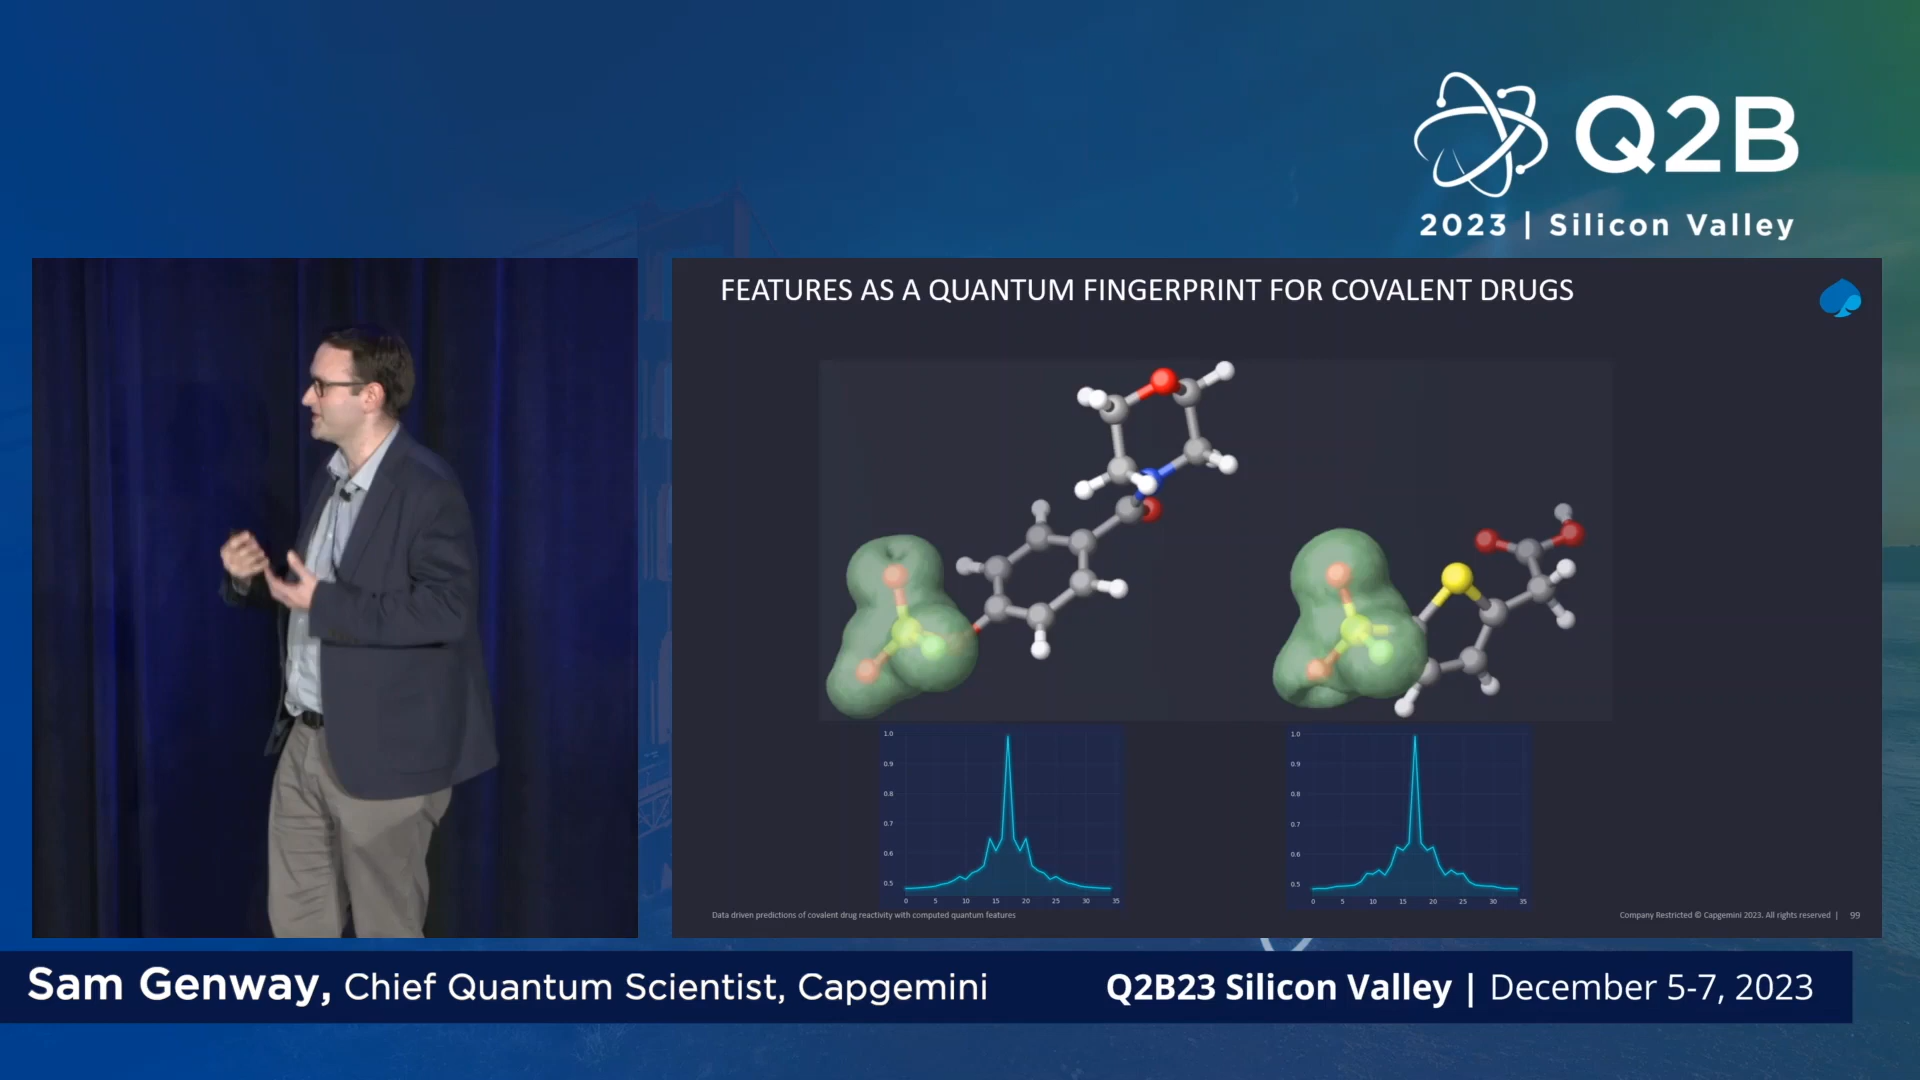 Q2B
2023 | Silicon Valley
FEATURES AS A QUANTUM FINGERPRINT FOR COVALENT DRUGS
1.0
0.9
0.8
0.7
0.6
0.5
0 5 10 15 20 25 30 35
1.0
0.9
0.8
0.7
0.6
0.5
0 5 10 15 20 25 30 35
Data driven predictions of covalent drug reactivity with computed quantum features
Company Restricted © Capgemini 2023. All rights reserved | 99
Sam Genway, Chief Quantum Scientist, Capgemini
Q2B23 Silicon Valley | December 5-7, 2023